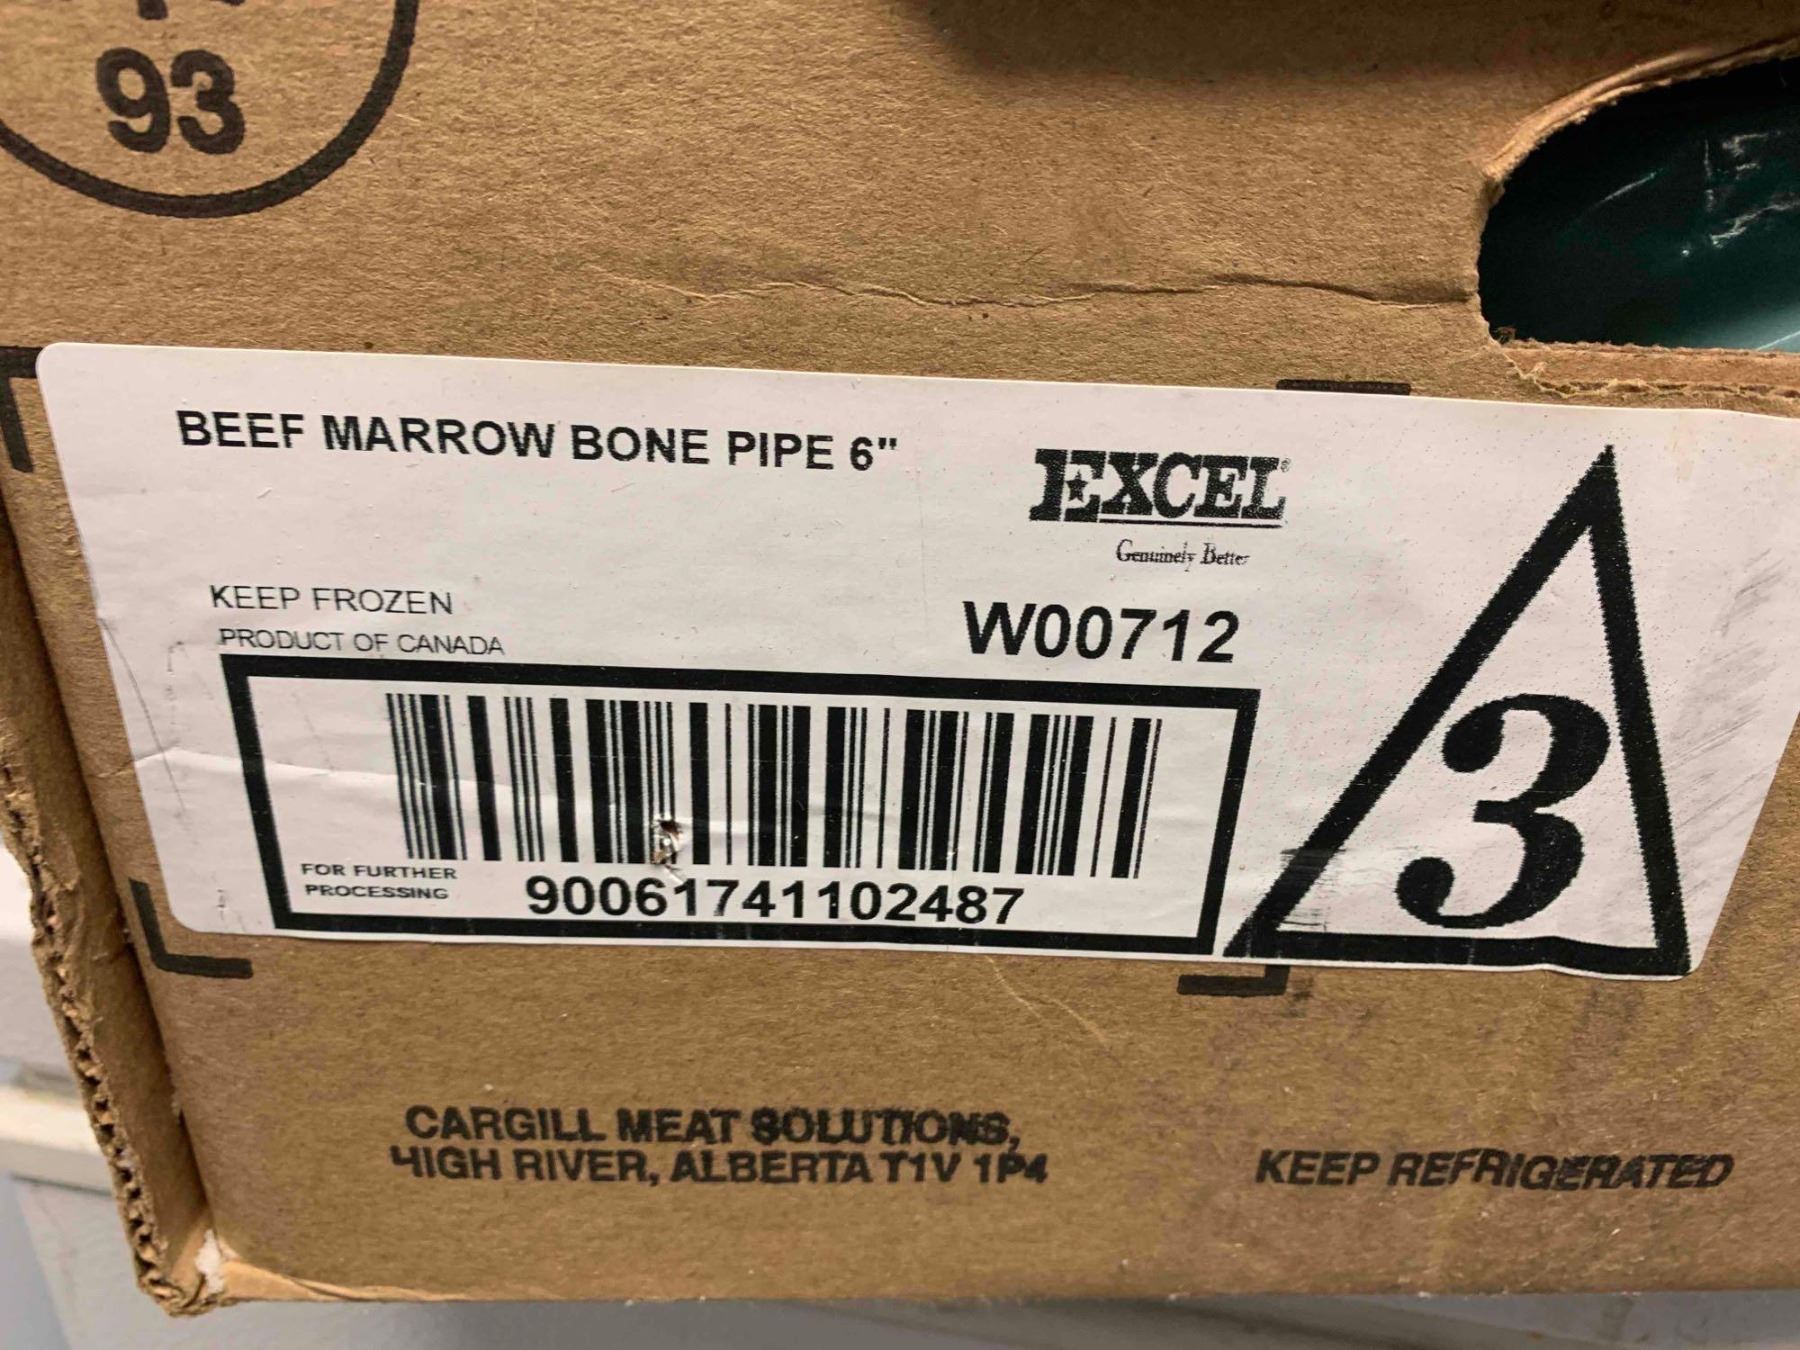 93
BEEF MARROW BONE PIPE 6"
EXCEL
Genuinely Better
KEEP FROZEN
PRODUCT OF CANADA
W00712
3
FOR FURTHER
PROCESSING
90061741102487
CARGILL MEAT SOLUTIONS,
HIGH RIVER, ALBERTA T1V 1P4
KEEP REFRIGERATED